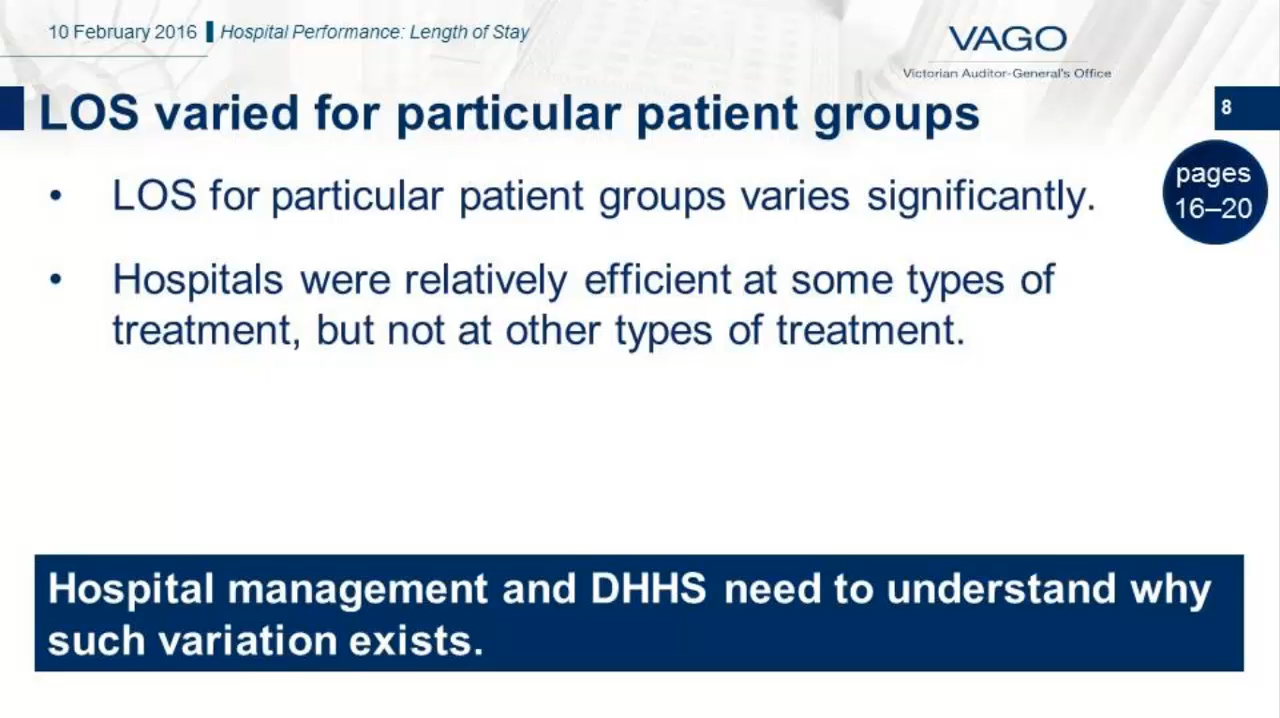 10 February 2016 Hospital Performance: Length of Stay
VAGO
Victorian Auditor-General's Office
LOS varied for particular patient groups
8
pages
16–20
• LOS for particular patient groups varies significantly.
• Hospitals were relatively efficient at some types of
treatment, but not at other types of treatment.
Hospital management and DHHS need to understand why
such variation exists.